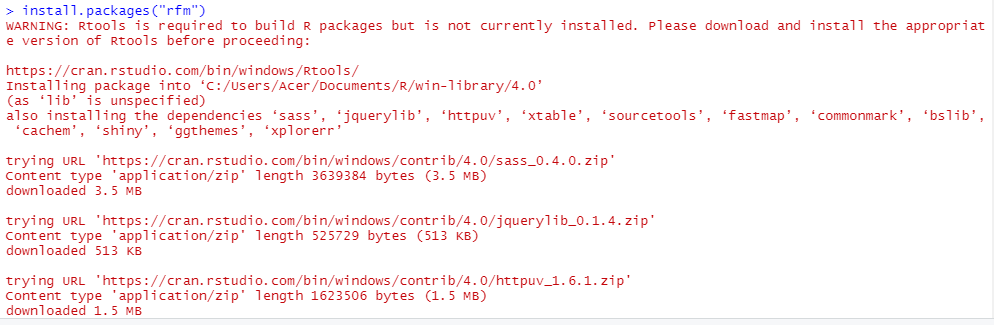 > install.packages("rfm")
WARNING: Rtools is required to build R packages but is not currently installed. Please download and install the appropriat
e version of Rtools before proceeding:
https://cran.rstudio.com/bin/windows/Rtools/
Installing package into ‘C:/Users/Acer/Documents/R/win-library/4.0’
(as ‘lib’ is unspecified)
also installing the dependencies ‘sass’, ‘jquerylib’, ‘httpuv’, ‘xtable’, ‘sourcetools’, ‘fastmap’, ‘commonmark’, ‘bslib’,
‘cachem’, ‘shiny’, ‘ggthemes’, ‘xplorerr’
trying URL 'https://cran.rstudio.com/bin/windows/contrib/4.0/sass_0.4.0.zip'
Content type 'application/zip' length 3639384 bytes (3.5 MB)
downloaded 3.5 MB
trying URL 'https://cran.rstudio.com/bin/windows/contrib/4.0/jquerylib_0.1.4.zip'
Content type 'application/zip' length 525729 bytes (513 KB)
downloaded 513 KB
trying URL 'https://cran.rstudio.com/bin/windows/contrib/4.0/httpuv_1.6.1.zip'
Content type 'application/zip' length 1623506 bytes (1.5 MB)
downloaded 1.5 MB